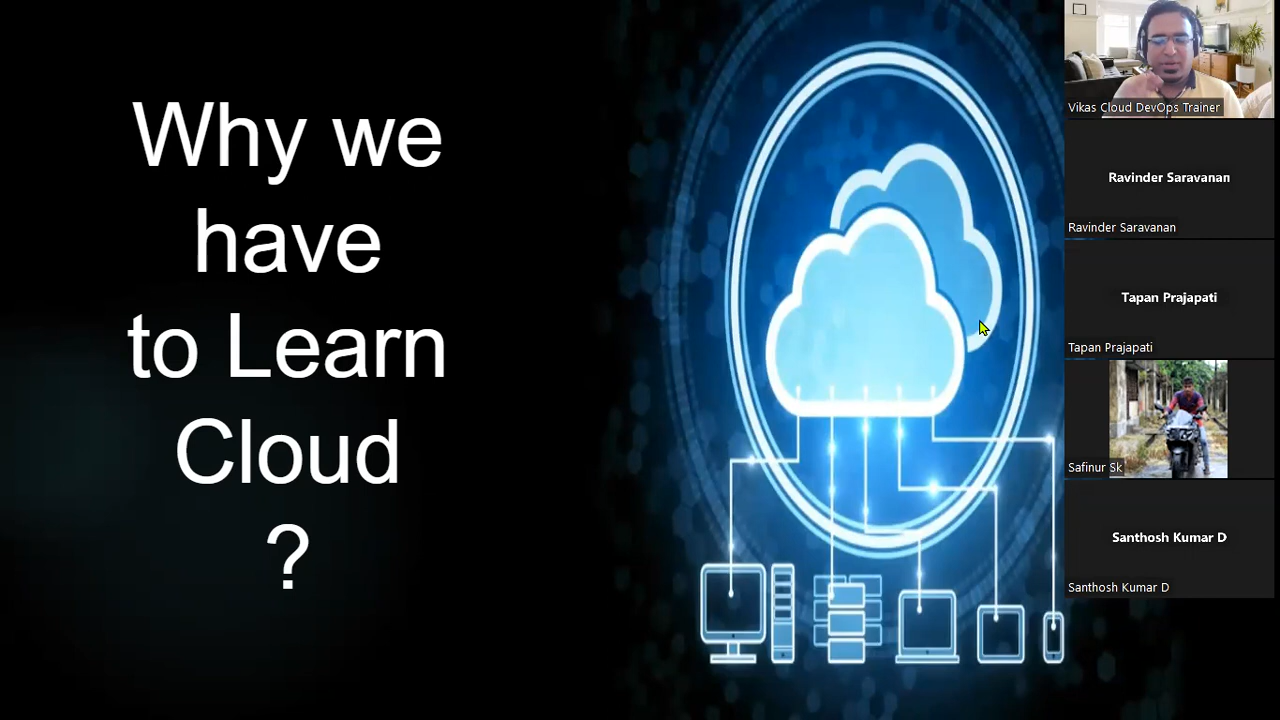 Why we
have
to Learn
Cloud
?
Vikas Cloud DevOps Trainer
Ravinder Saravanan
Ravinder Saravanan
Tapan Prajapati
Tapan Prajapati
Safinur Sk
Santhosh Kumar D
Santhosh Kumar D